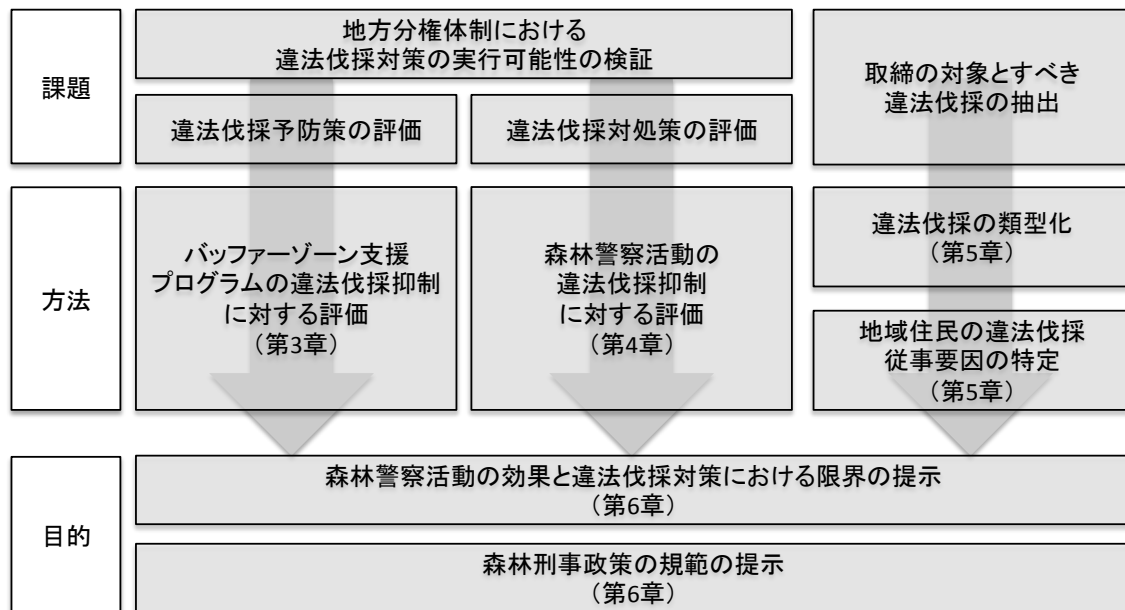 課題
地方分権体制における
違法伐採対策の実行可能性の検証
違法伐採予防策の評価
違法伐採対処策の評価
取締の対象とすべき
違法伐採の抽出
方法
バッファーゾーン支援
プログラムの違法伐採抑制
に対する評価
（第3章）
森林警察活動の
違法伐採抑制
に対する評価
（第4章）
違法伐採の類型化
（第5章）
地域住民の違法伐採
従事要因の特定
（第5章）
目的
森林警察活動の効果と違法伐採対策における限界の提示
（第6章）
森林刑事政策の規範の提示
（第6章）